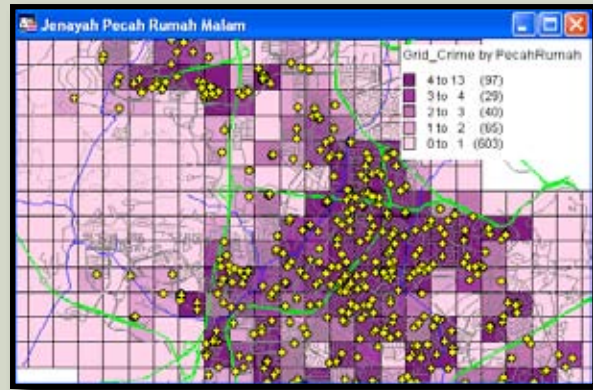 Jenayah Pecah Rumah Malam
Grid_Crime by PecahRumah
4 to 13 (97)
3 to 4 (29)
2 to 3 (40)
1 to 2 (65)
0 to 1 (603)